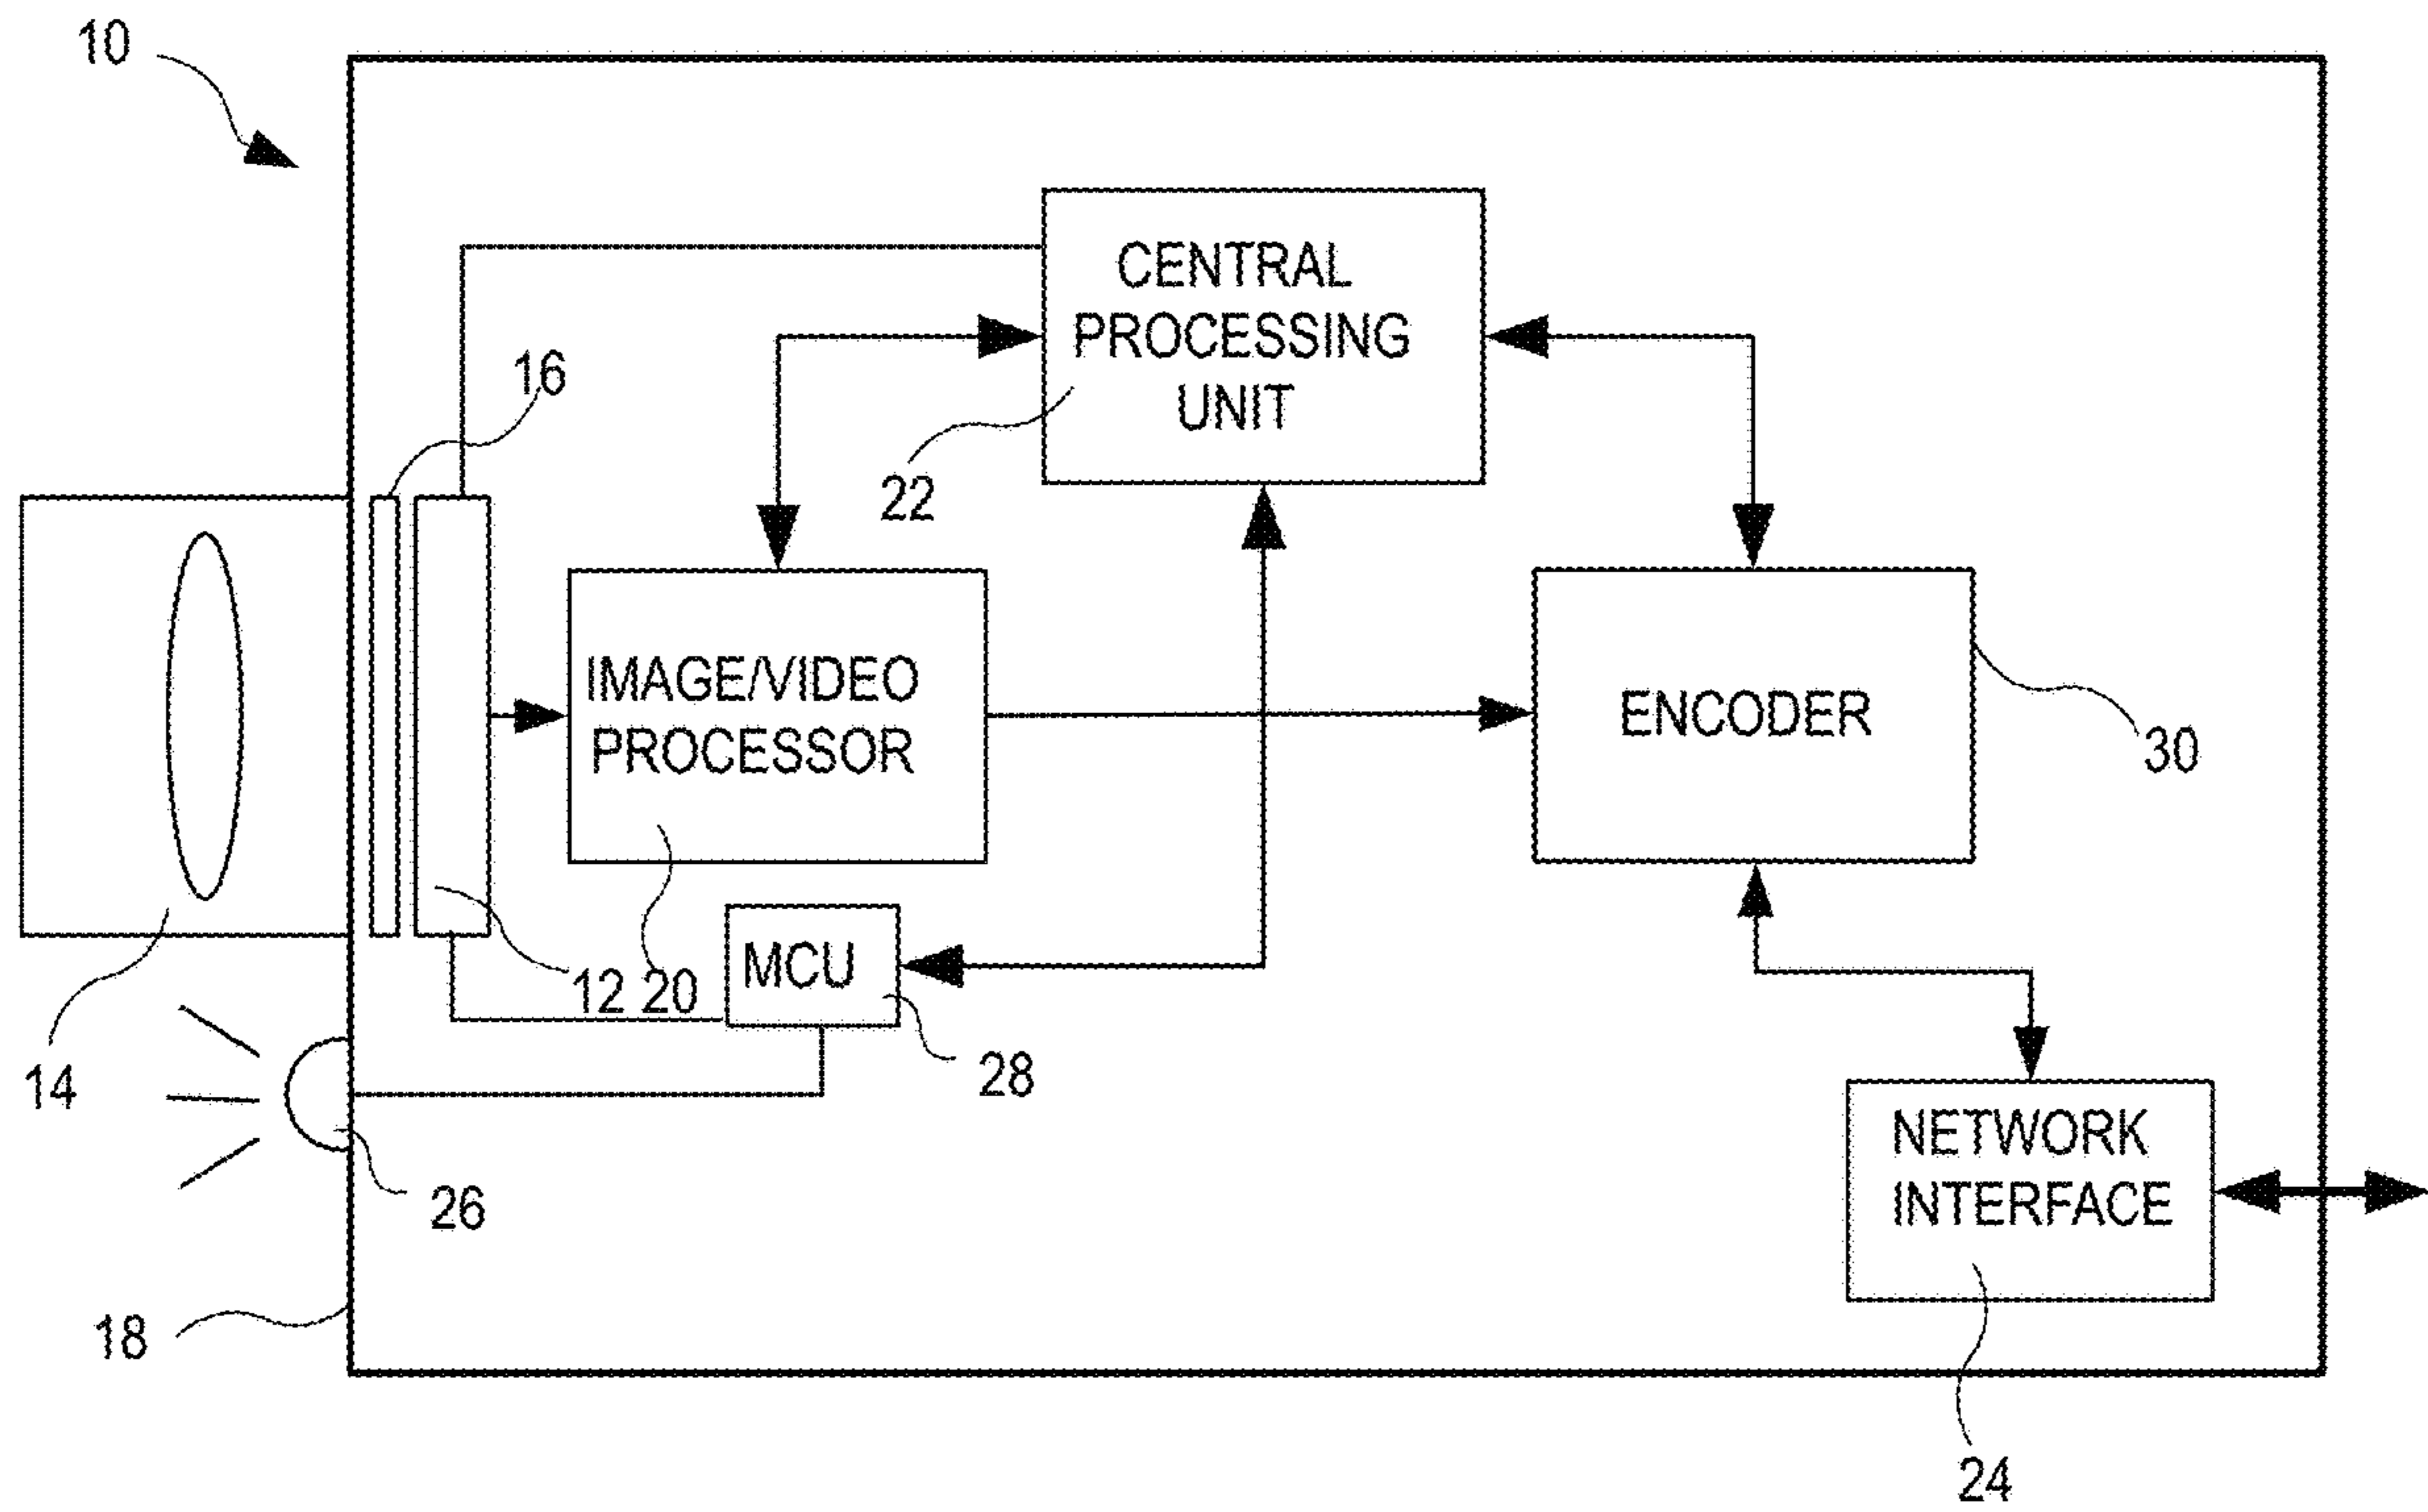 10
CENTRAL
PROCESSING
UNIT
16
22
IMAGE/VIDEO
PROCESSOR
ENCODER
30
MCU
12 20
28
14
NETWORK
INTERFACE
26
18
24